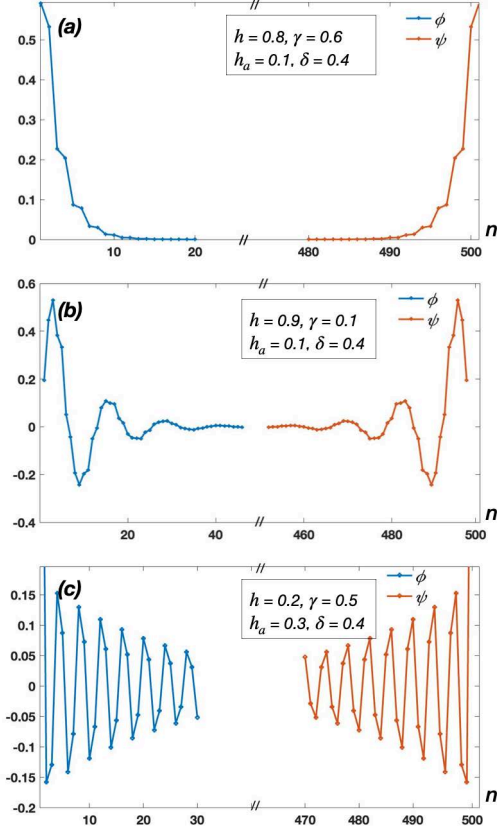 (a)
h = 0.8, γ = 0.6
h_a = 0.1, δ = 0.4
ϕ
ψ
0.5
0.4
0.3
0.2
0.1
0
10
20
480
490
500
n
(b)
h = 0.9, γ = 0.1
h_a = 0.1, δ = 0.4
ϕ
ψ
0.6
0.4
0.2
0
-0.2
-0.4
20
40
460
480
500
n
(c)
h = 0.2, γ = 0.5
h_a = 0.3, δ = 0.4
ϕ
ψ
0.15
0.1
0.05
0
-0.05
-0.1
-0.15
-0.2
10
20
30
470
480
490
500
n